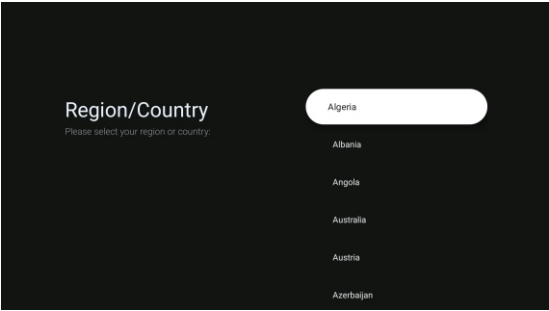 Region/Country
Please select your region or country:
Algeria
Albania
Angola
Australia
Austria
Azerbaijan